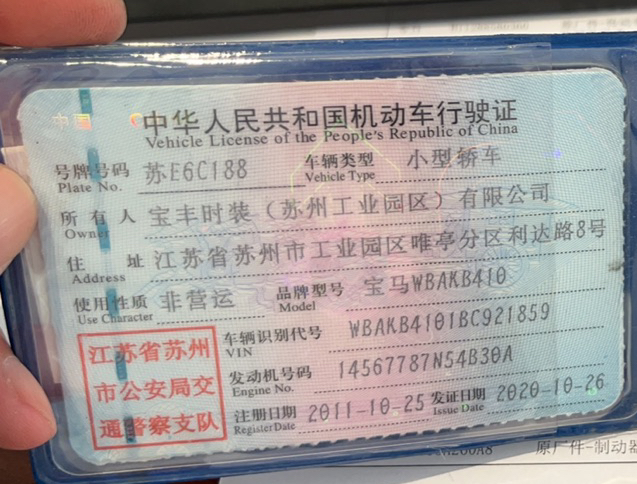 中国
中华人民共和国机动车行驶证
Vehicle License of the People's Republic of China
号牌号码 苏E6C188 车辆类型 小型轿车
Plate No. Vehicle Type
所有人 宝丰时装（苏州工业园区）有限公司
Owner
住址 江苏省苏州市工业园区唯亭分区利达路8号
Address
使用性质 非营运 品牌型号 宝马WBAKB410
Use Character Model
江苏省苏州
市公安局交
通警察支队
车辆识别代号 WBAKB4101BC921859
VIN
发动机号码 14567787N54B30A
Engine No.
注册日期 2011-10-25 发证日期 2020-10-26
Register Date Issue Date
原厂件-制动器